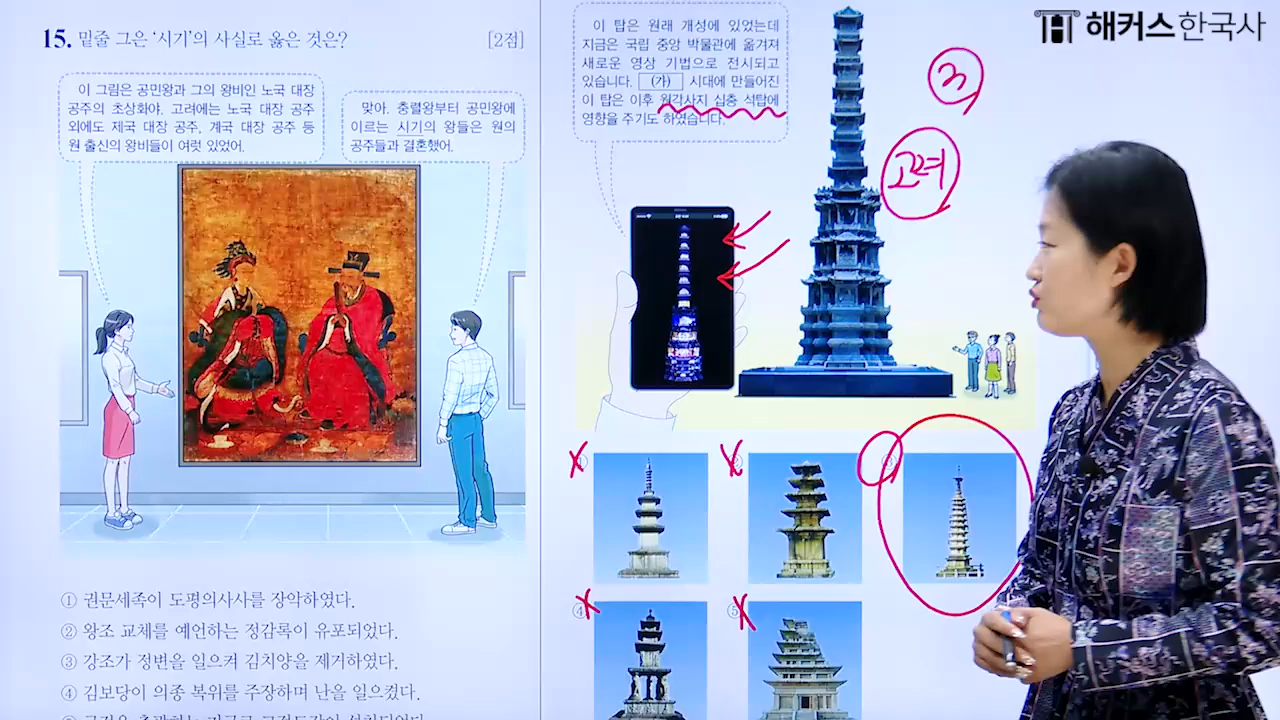 15. 밑줄 그은 '시기'의 사실로 옳은 것은? [2점]
이 그림은 공민왕과 그의 왕비인 노국 대장
공주의 초상화야. 고려에는 노국 대장 공주
외에도 제국 대장 공주, 계국 대장 공주 등
원 출신의 왕비들이 여럿 있었어.
맞아. 충렬왕부터 공민왕에
이르는 시기의 왕들은 원의
공주들과 결혼했어.
① 권문세족이 도평의사사를 장악하였다.
② 왕조 교체를 예언하는 정감록이 유포되었다.
③ 강조가 정변을 일으켜 김치양을 제거하였다.
④ 김보당이 의종 복위를 주장하며 난을 일으켰다.
이 탑은 원래 개성에 있었는데
지금은 국립 중앙 박물관에 옮겨져
새로운 영상 기법으로 전시되고
있습니다. (가) 시대에 만들어진
이 탑은 이후 원각사지 십층 석탑에
영향을 주기도 하였습니다.
③
고려
④
⑤
해커스한국사